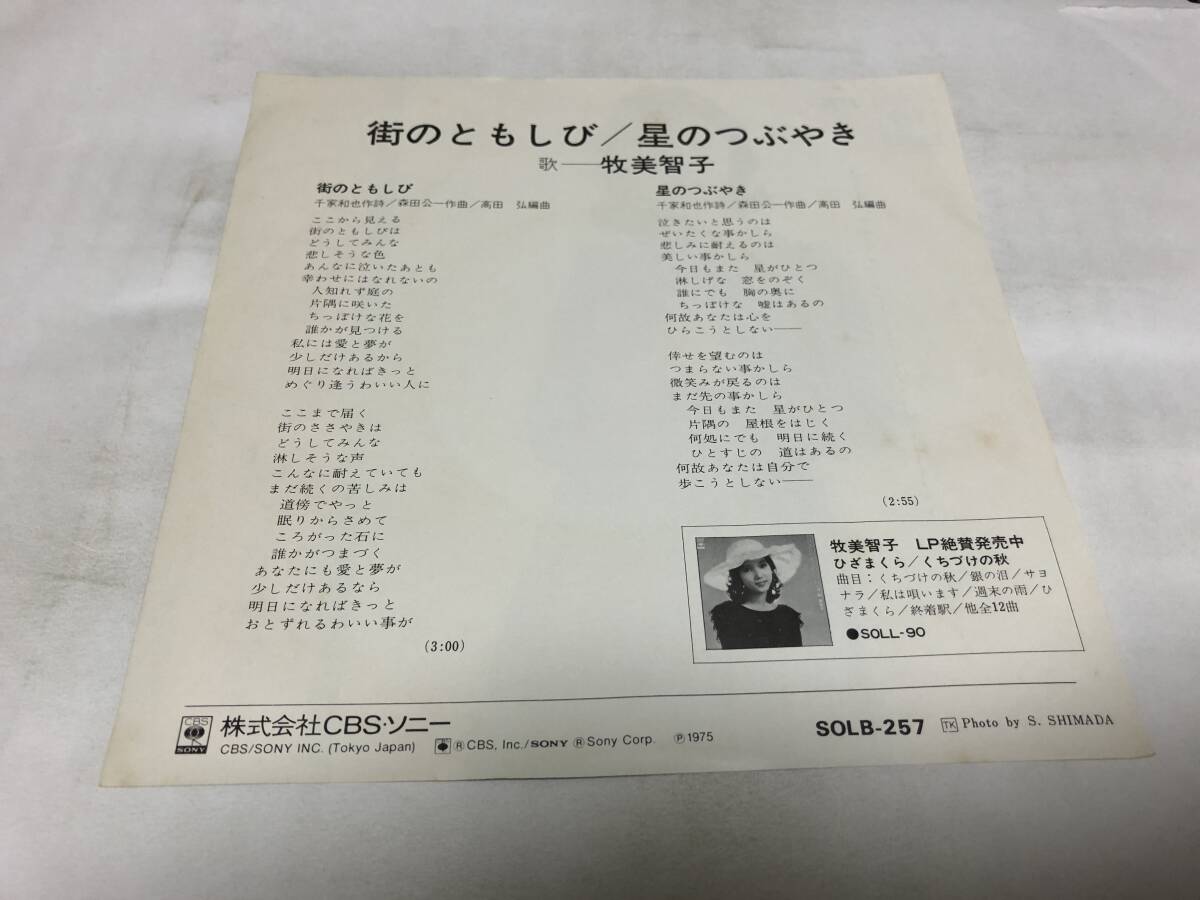 街のともしび/星のつぶやき
歌──牧美智子
街のともしび
千家和也作詩/森田公一作曲/高田 弘編曲
ここから見える
街のともしびは
どうしてみんな
悲しそうな色
あんなに泣いたあとも
幸わせにはなれないの
人知れず庭の
片隅に咲いた
ちっぽけな花を
誰かが見つける
私には愛と夢が
少しだけあるから
明日になればきっと
めぐり逢うわいい人に
ここまで届く
街のささやきは
どうしてみんな
淋しそうな声
こんなに耐えていても
まだ続くの苦しみは
道傍でやっと
眠りからさめて
ころがった石に
誰かがつまづく
あなたにも愛と夢が
少しだけあるなら
明日になればきっと
おとずれるわいい事が
(3:00)
星のつぶやき
千家和也作詩/森田公一作曲/高田 弘編曲
泣きたいと思うのは
ぜいたくな事かしら
悲しみに耐えるのは
美しい事かしら
今日もまた 星がひとつ
淋しげな 窓をのぞく
誰にでも 胸の奥に
ちっぽけな 嘘はあるの
何故あなたは心を
ひらこうとしない──
倖せを望むのは
つまらない事かしら
微笑みが戻るのは
まだ先の事かしら
今日もまた 星がひとつ
片隅の 屋根をはじく
何処にでも 明日に続く
ひとすじの 道はあるの
何故あなたは自分で
歩こうとしない──
(2:55)
牧美智子 LP絶賛発売中
ひざまくら/くちづけの秋
曲目:くちづけの秋/銀の泪/サヨ
ナラ/私は唄います/週末の雨/ひ
ざまくら/終着駅/他全12曲
●SOLL-90
CBS
SONY
株式会社CBS・ソニー
CBS/SONY INC. (Tokyo Japan)
®CBS, Inc./SONY ®Sony Corp. ℗1975
SOLB-257
TK Photo by S. SHIMADA